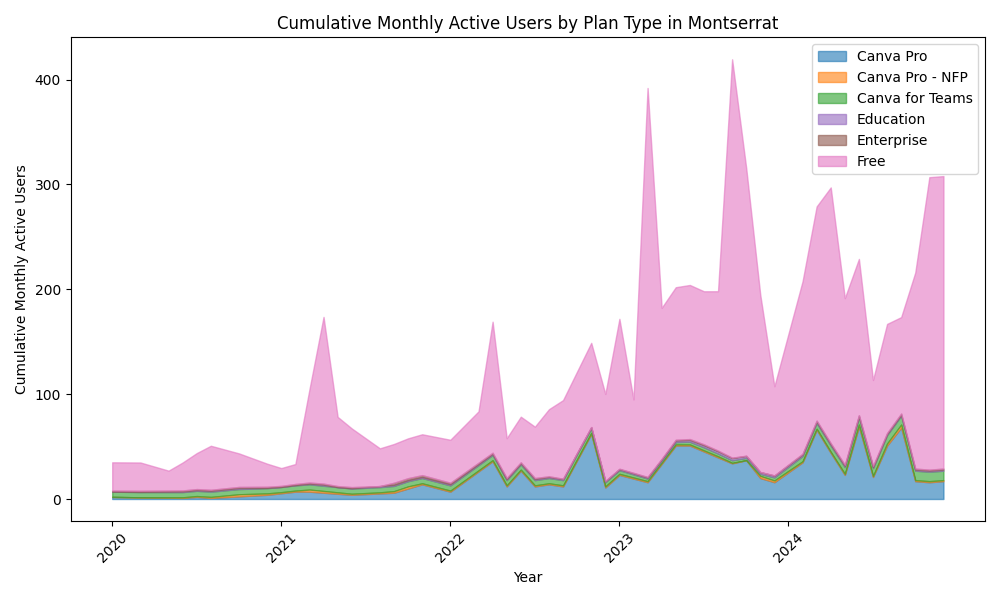 Cumulative Monthly Active Users by Plan Type in Montserrat
Canva Pro
Canva Pro - NFP
Canva for Teams
Education
Enterprise
Free
Cumulative Monthly Active Users
400
300
200
100
0
2020
2021
2022
2023
2024
Year